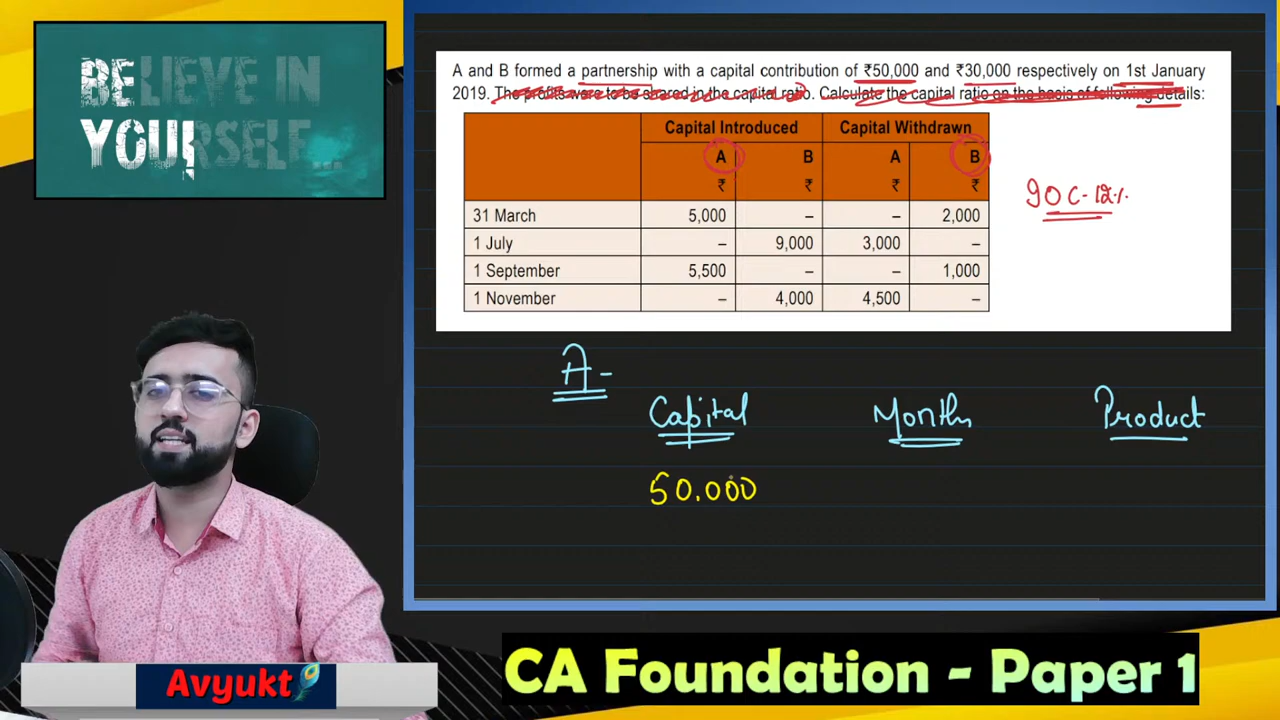 BELIEVE IN
YOURSELF...
A and B formed a partnership with a capital contribution of ₹50,000 and ₹30,000 respectively on 1st January
2019. The profits were to be shared in the capital ratio. Calculate the capital ratio on the basis of following details:
Capital Introduced Capital Withdrawn
A B A B
₹ ₹ ₹ ₹
31 March 5,000 – – 2,000
1 July – 9,000 3,000 –
1 September 5,500 – – 1,000
1 November – 4,000 4,500 –
IOC - 12%
A -
Capital Months Product
50,000
Avyukt
CA Foundation - Paper 1